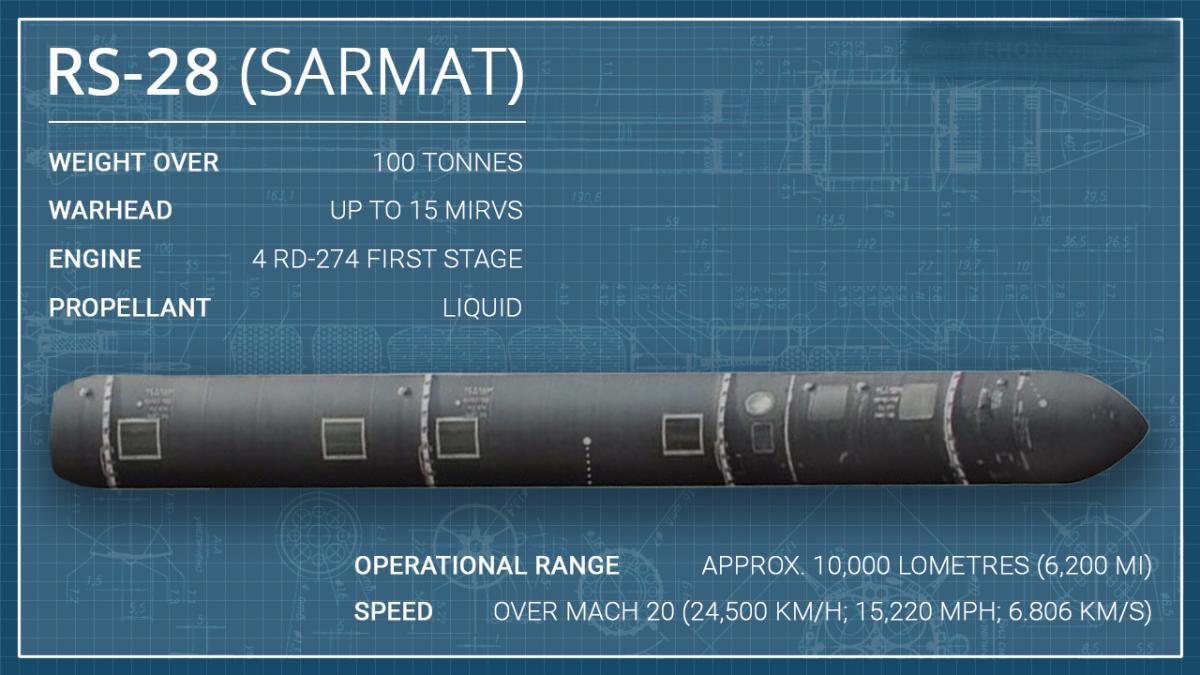 RS-28 (SARMAT)
WEIGHT OVER 100 TONNES
WARHEAD UP TO 15 MIRVS
ENGINE 4 RD-274 FIRST STAGE
PROPELLANT LIQUID
OPERATIONAL RANGE APPROX. 10,000 LOMETRES (6,200 MI)
SPEED OVER MACH 20 (24,500 KM/H; 15,220 MPH; 6.806 KM/S)